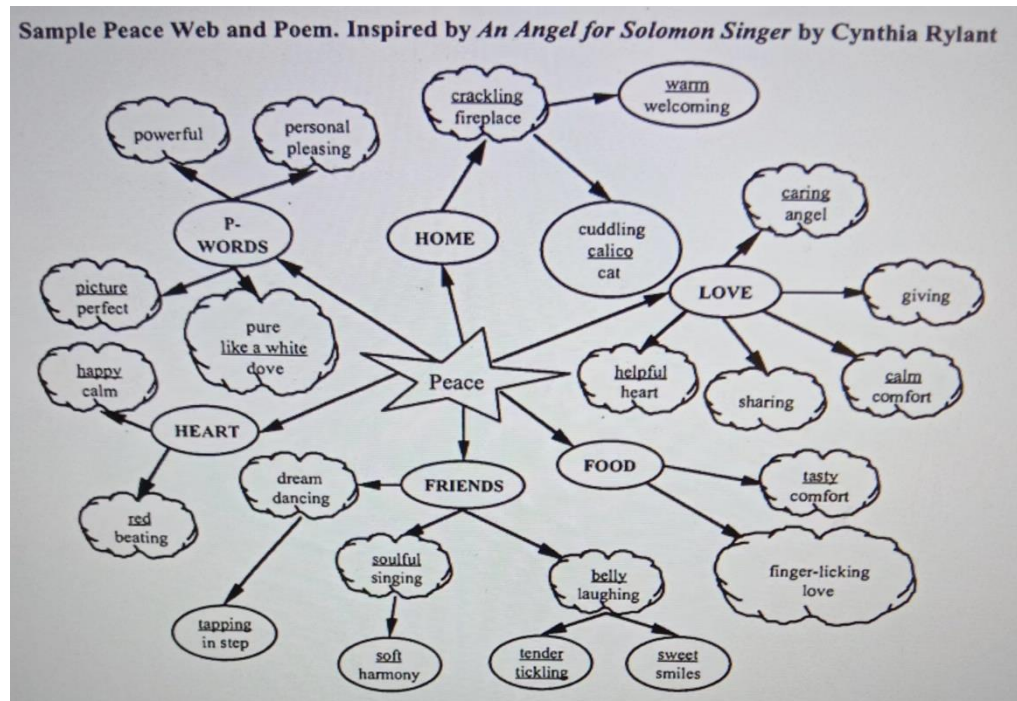 Sample Peace Web and Poem. Inspired by An Angel for Solomon Singer by Cynthia Rylant
crackling
fireplace
warm
welcoming
powerful
personal
pleasing
P-
WORDS
HOME
cuddling
calico
cat
caring
angel
LOVE
giving
picture
perfect
pure
like a white
dove
happy
calm
Peace
helpful
heart
sharing
calm
comfort
HEART
FRIENDS
FOOD
dream
dancing
tasty
comfort
red
beating
soulful
singing
belly
laughing
finger-licking
love
tapping
in step
soft
harmony
tender
tickling
sweet
smiles